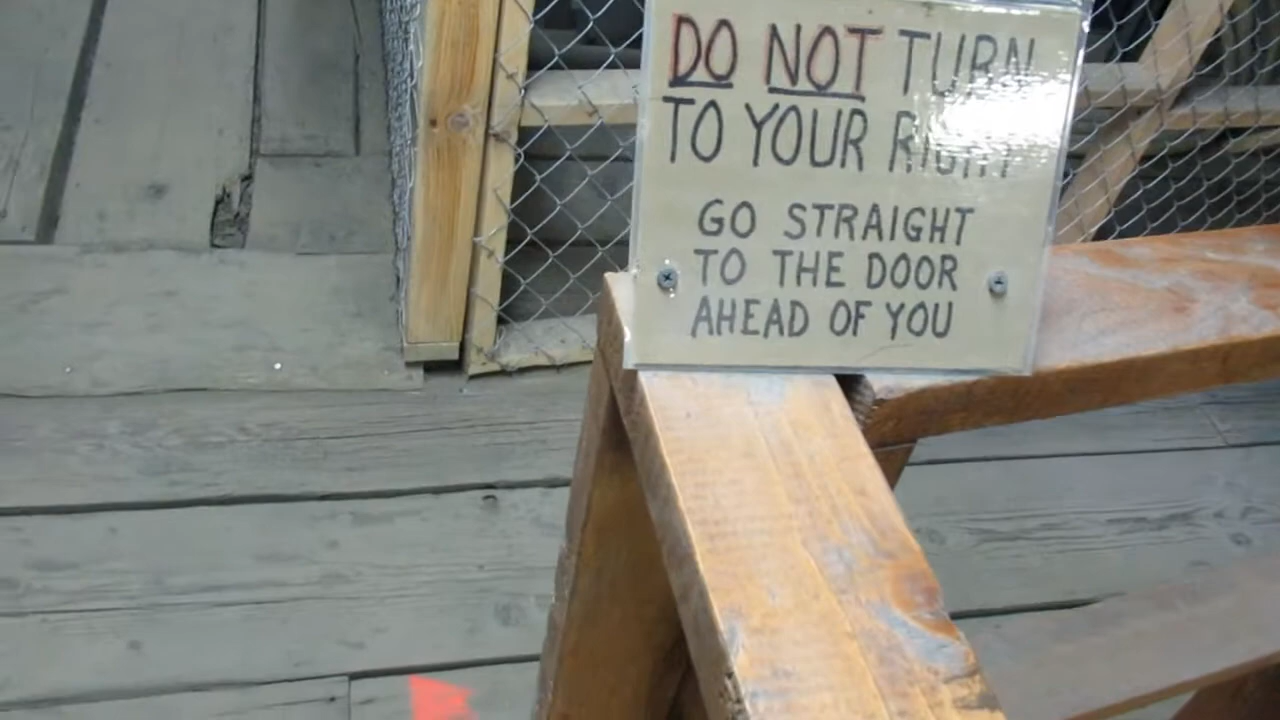 DO NOT TURN
TO YOUR RIGHT
GO STRAIGHT
TO THE DOOR
AHEAD OF YOU